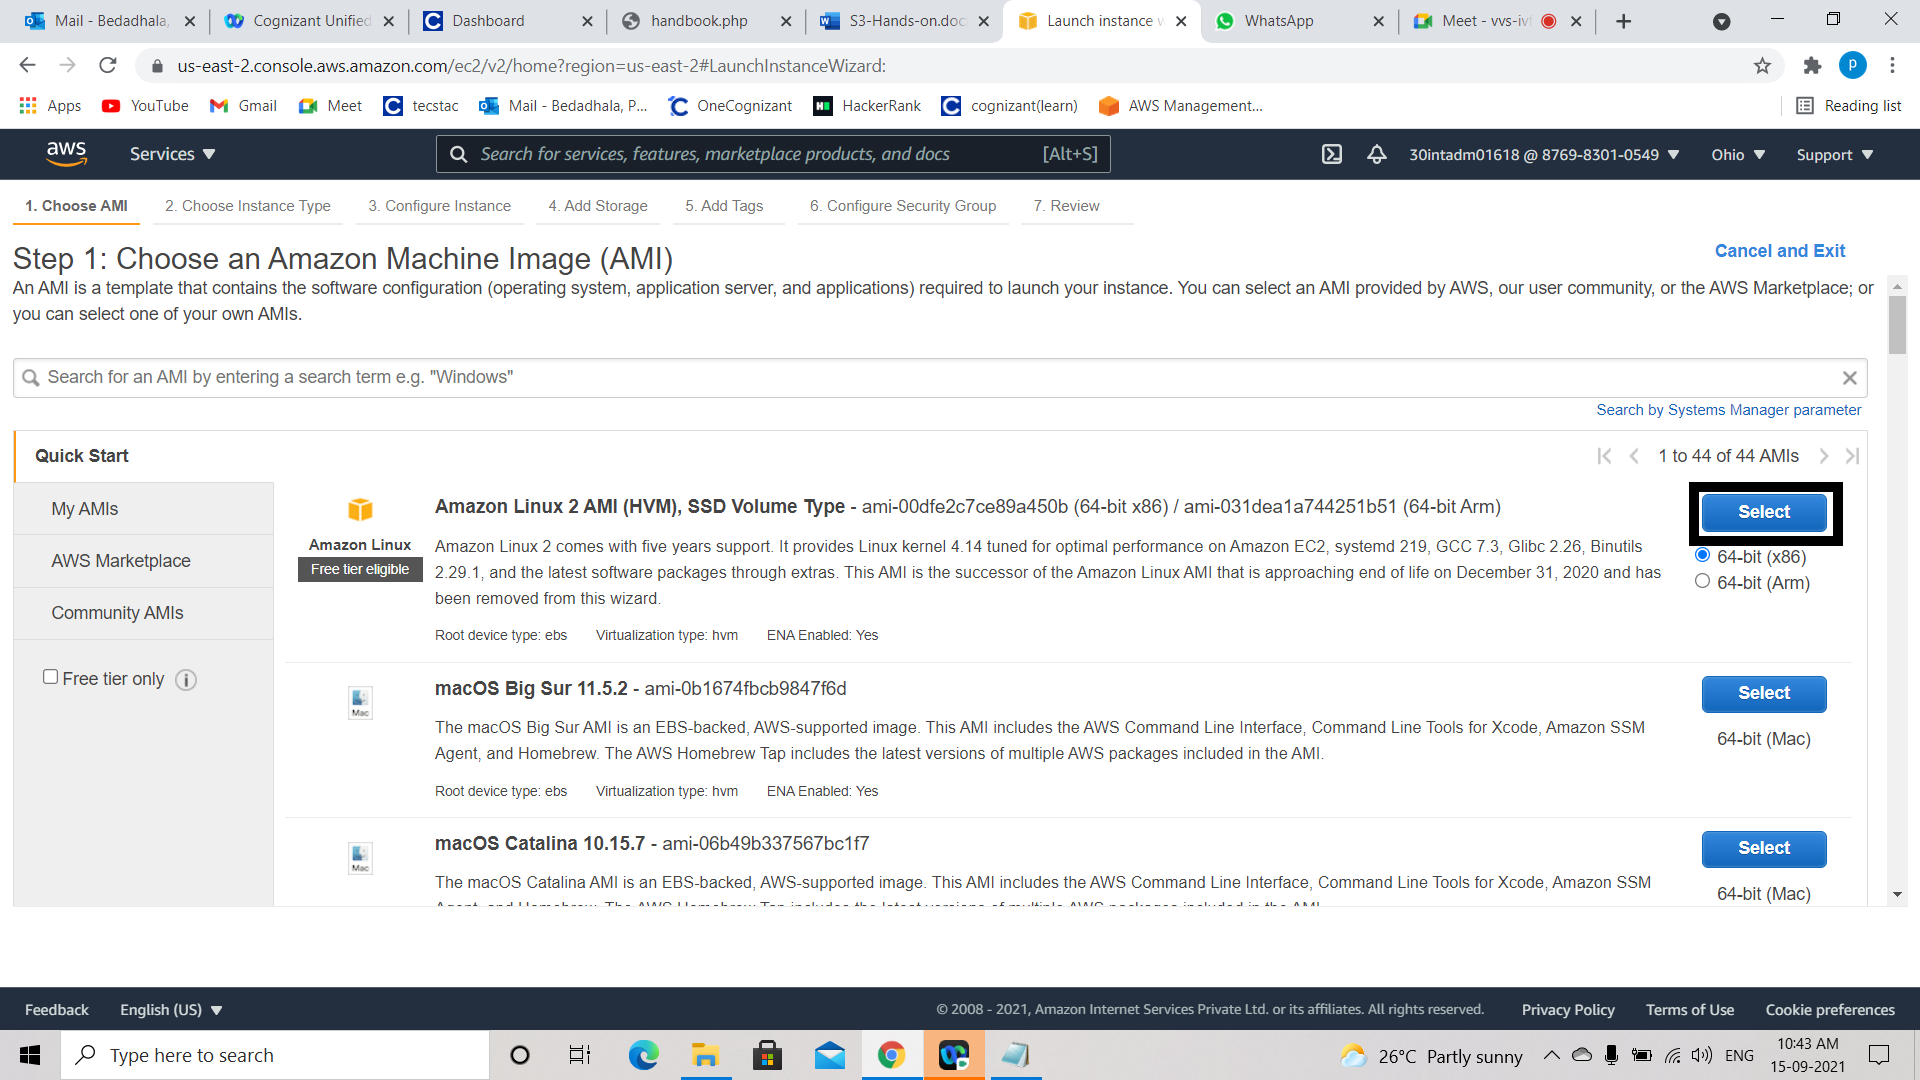 Mail - Bedadhala,
Cognizant Unified
Dashboard
handbook.php
S3-Hands-on.doc
Launch instance w
WhatsApp
Meet - vvs-ivf
us-east-2.console.aws.amazon.com/ec2/v2/home?region=us-east-2#LaunchInstanceWizard:
P
Apps
YouTube
Gmail
Meet
tecstac
Mail - Bedadhala, P...
OneCognizant
HackerRank
cognizant(learn)
AWS Management...
Reading list
aws
Services
Search for services, features, marketplace products, and docs
[Alt+S]
30intadm01618 @ 8769-8301-0549
Ohio
Support
1. Choose AMI
2. Choose Instance Type
3. Configure Instance
4. Add Storage
5. Add Tags
6. Configure Security Group
7. Review
Step 1: Choose an Amazon Machine Image (AMI)
Cancel and Exit
An AMI is a template that contains the software configuration (operating system, application server, and applications) required to launch your instance. You can select an AMI provided by AWS, our user community, or the AWS Marketplace; or
you can select one of your own AMIs.
Search for an AMI by entering a search term e.g. "Windows"
Search by Systems Manager parameter
Quick Start
1 to 44 of 44 AMIs
My AMIs
AWS Marketplace
Community AMIs
Free tier only
Amazon Linux
Free tier eligible
Amazon Linux 2 AMI (HVM), SSD Volume Type - ami-00dfe2c7ce89a450b (64-bit x86) / ami-031dea1a744251b51 (64-bit Arm)
Amazon Linux 2 comes with five years support. It provides Linux kernel 4.14 tuned for optimal performance on Amazon EC2, systemd 219, GCC 7.3, Glibc 2.26, Binutils
2.29.1, and the latest software packages through extras. This AMI is the successor of the Amazon Linux AMI that is approaching end of life on December 31, 2020 and has
been removed from this wizard.
Root device type: ebs
Virtualization type: hvm
ENA Enabled: Yes
Select
64-bit (x86)
64-bit (Arm)
Mac
macOS Big Sur 11.5.2 - ami-0b1674fbcb9847f6d
The macOS Big Sur AMI is an EBS-backed, AWS-supported image. This AMI includes the AWS Command Line Interface, Command Line Tools for Xcode, Amazon SSM
Agent, and Homebrew. The AWS Homebrew Tap includes the latest versions of multiple AWS packages included in the AMI.
Root device type: ebs
Virtualization type: hvm
ENA Enabled: Yes
Select
64-bit (Mac)
Mac
macOS Catalina 10.15.7 - ami-06b49b337567bc1f7
The macOS Catalina AMI is an EBS-backed, AWS-supported image. This AMI includes the AWS Command Line Interface, Command Line Tools for Xcode, Amazon SSM
Agent, and Homebrew. The AWS Homebrew Tap includes the latest versions of multiple AWS packages included in the AMI.
Select
64-bit (Mac)
Feedback
English (US)
© 2008 - 2021, Amazon Internet Services Private Ltd. or its affiliates. All rights reserved.
Privacy Policy
Terms of Use
Cookie preferences
Type here to search
26°C Partly sunny
ENG
10:43 AM
15-09-2021